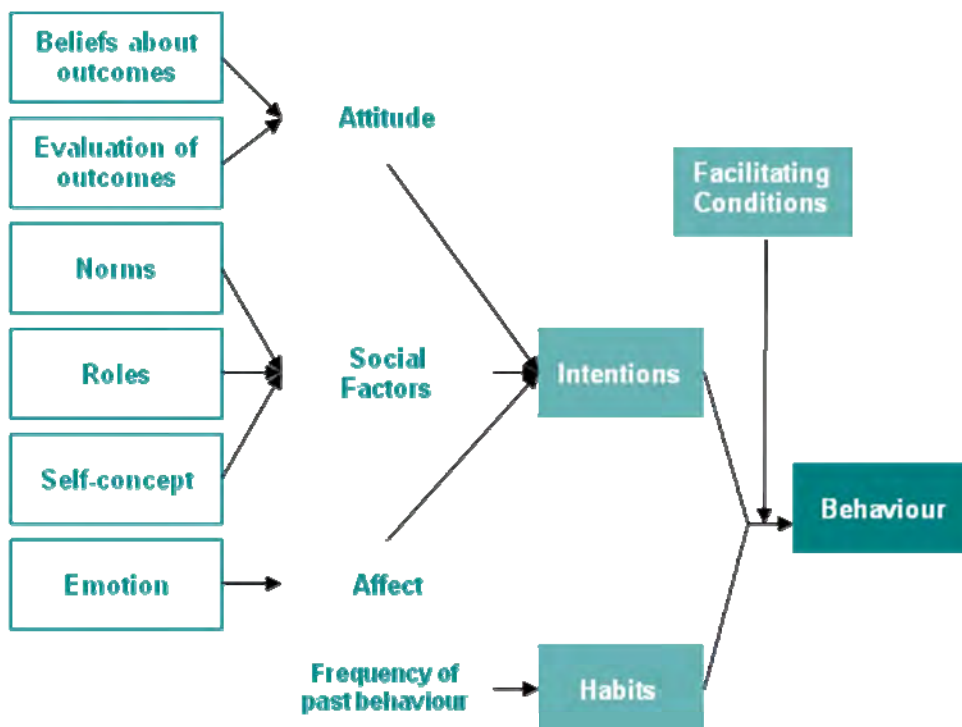 Beliefs about
outcomes
Evaluation of
outcomes
Attitude
Facilitating
Conditions
Norms
Roles
Social
Factors
Intentions
Self-concept
Behaviour
Emotion
Affect
Frequency of
past behaviour
Habits